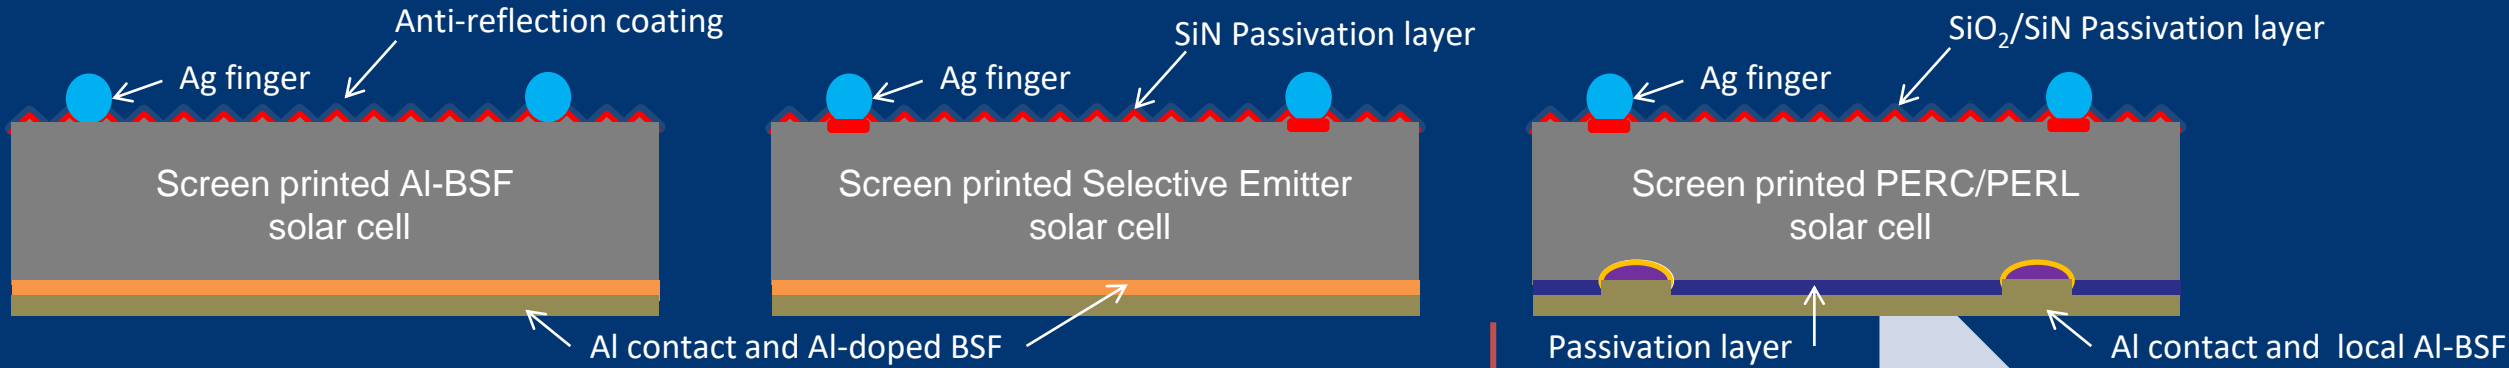 Anti-reflection coating
Ag finger
Screen printed Al-BSF
solar cell
SiN Passivation layer
Ag finger
Screen printed Selective Emitter
solar cell
Al contact and Al-doped BSF
SiO₂/SiN Passivation layer
Ag finger
Screen printed PERC/PERL
solar cell
Passivation layer
Al contact and local Al-BSF